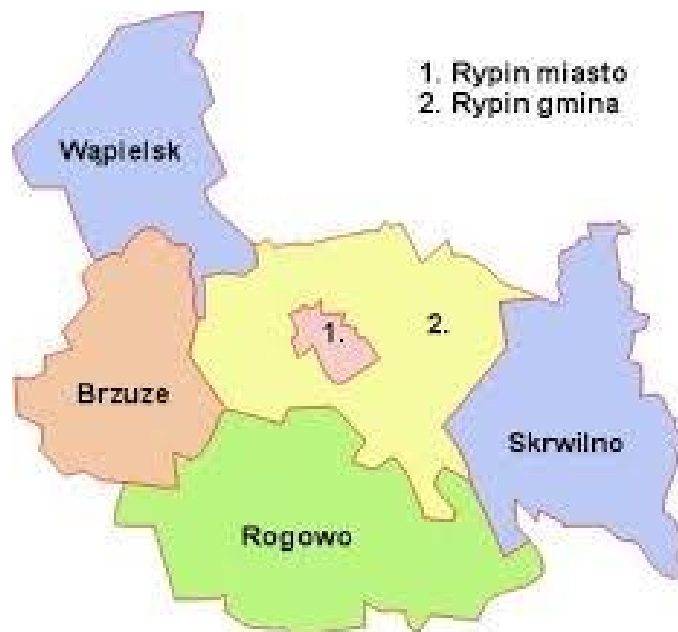 1. Rypin miasto
2. Rypin gmina
Wąpielsk
1.
2.
Brzuze
Skrwilno
Rogowo